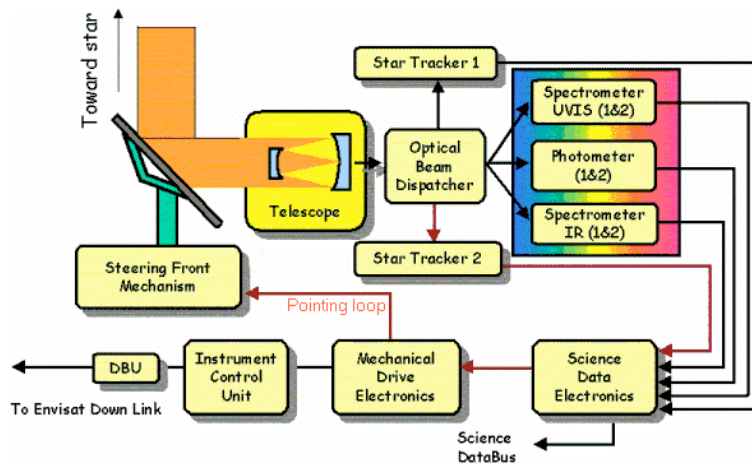 Toward star
Star Tracker 1
Spectrometer
UVIS (1&2)
Optical
Beam
Dispatcher
Photometer
(1&2)
Telescope
Spectrometer
IR (1&2)
Star Tracker 2
Steering Front
Mechanism
Pointing loop
DBU
Instrument
Control
Unit
Mechanical
Drive
Electronics
Science
Data
Electronics
To Envisat Down Link
Science
DataBus